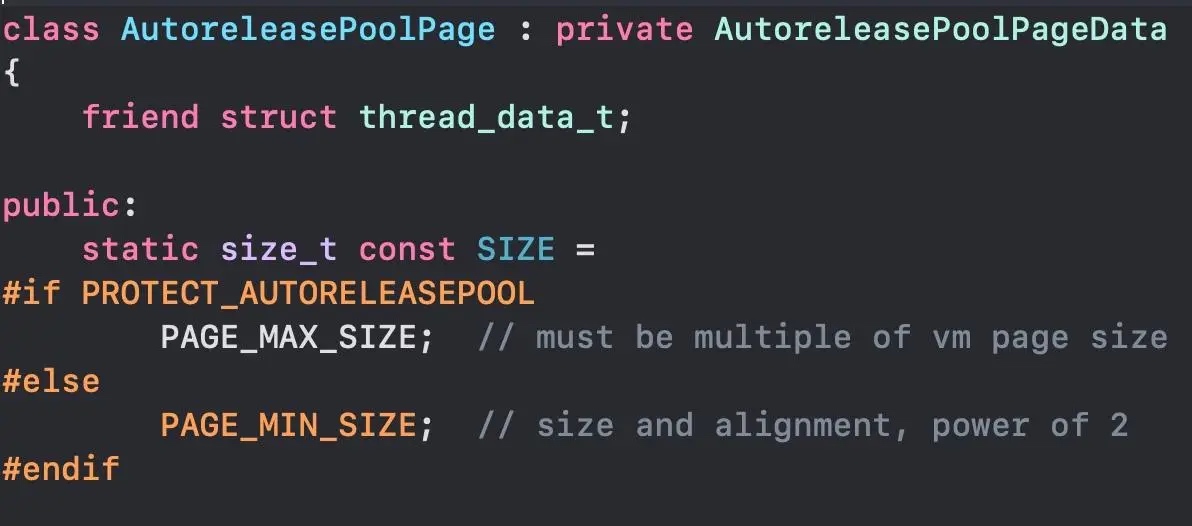 class AutoreleasePoolPage : private AutoreleasePoolPageData
{
    friend struct thread_data_t;

public:
    static size_t const SIZE =
#if PROTECT_AUTORELEASEPOOL
        PAGE_MAX_SIZE;  // must be multiple of vm page size
#else
        PAGE_MIN_SIZE;  // size and alignment, power of 2
#endif